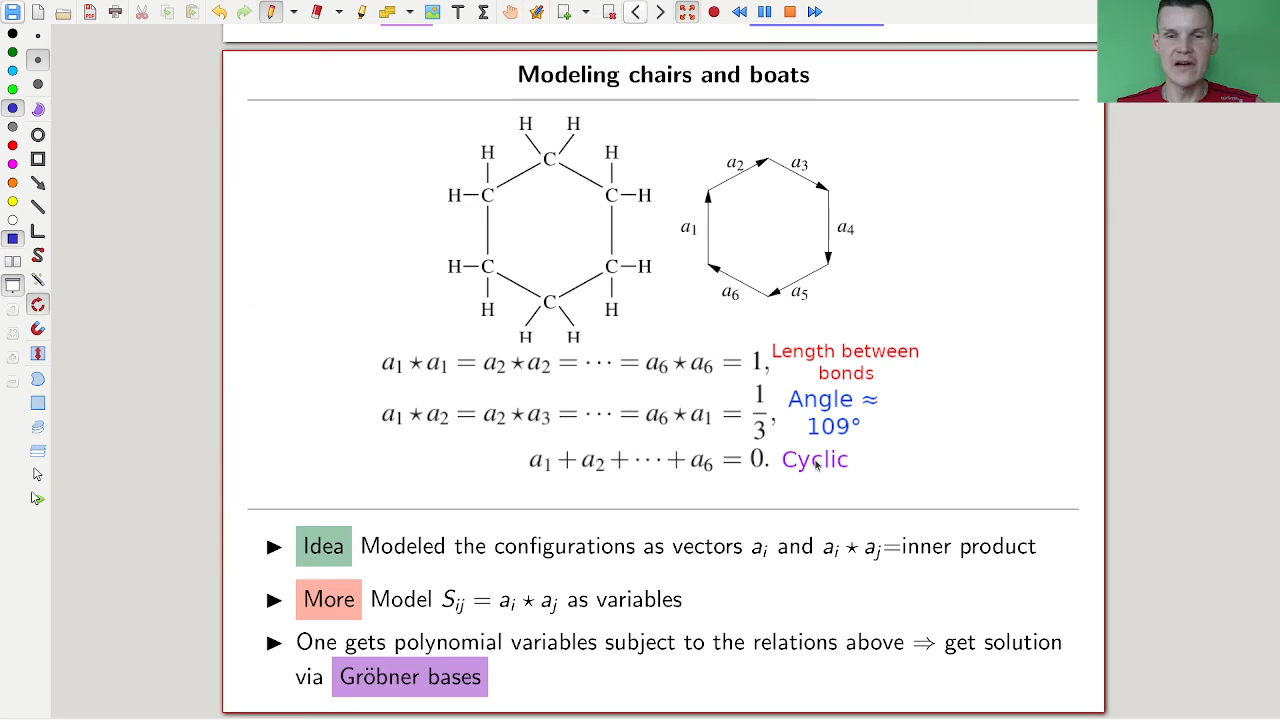 Modeling chairs and boats
H H
H C H
H C C H
H C C H
H C H
H H
a₂ a₃
a₁ a₄
a₆ a₅
a₁ ⋆ a₁ = a₂ ⋆ a₂ = ⋯ = a₆ ⋆ a₆ = 1,
Length between
bonds
a₁ ⋆ a₂ = a₂ ⋆ a₃ = ⋯ = a₆ ⋆ a₁ = 1/3,
Angle ≈
109°
a₁ + a₂ + ⋯ + a₆ = 0. Cyclic
▶ Idea Modeled the configurations as vectors aᵢ and aᵢ ⋆ aⱼ=inner product
▶ More Model Sᵢⱼ = aᵢ ⋆ aⱼ as variables
▶ One gets polynomial variables subject to the relations above ⇒ get solution
via Gröbner bases